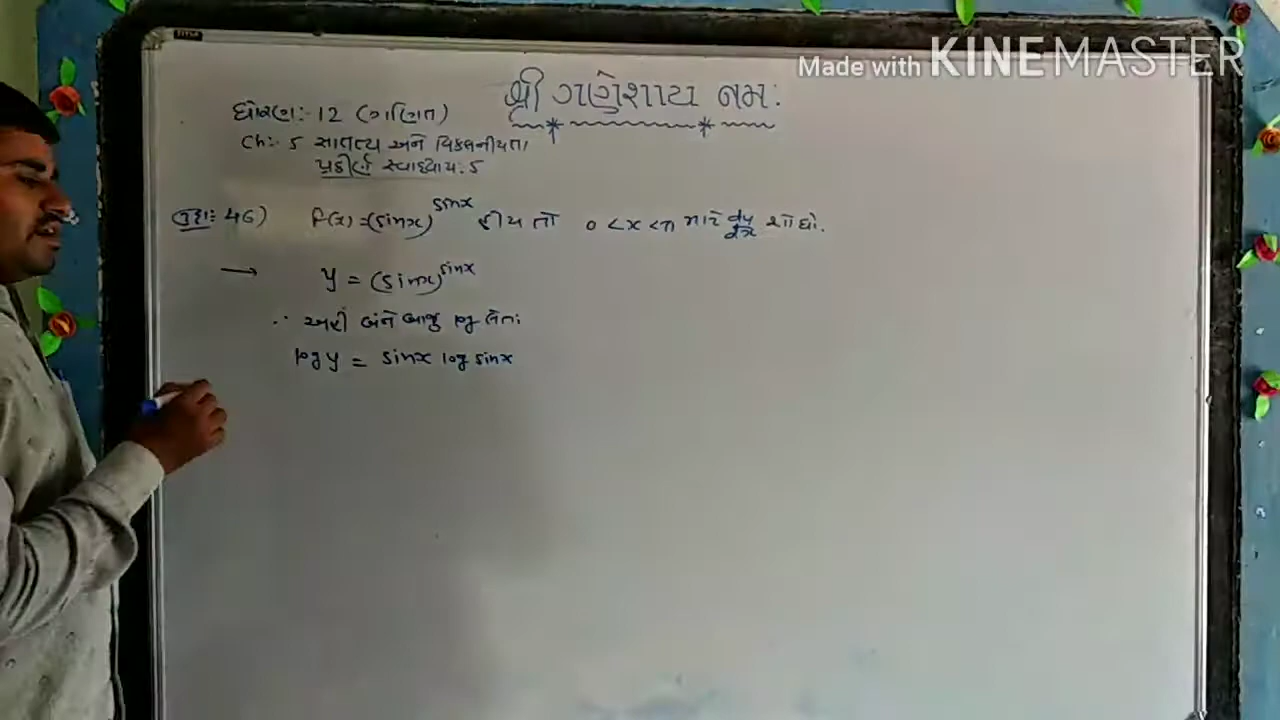 Made with KINEMASTER
શ્રી ગણેશાય નમઃ
ધોરણ:- 12 (ગણિત)
Ch:- 5 સાતત્ય અને વિકલનીયતા
પ્રકીર્ણ સ્વાધ્યાય: 5
ઉદા: 46) f(x) = (sinx)^sinx હોય તો 0 < x < π માટે dy/dx શોધો.
→ y = (sinx)^sinx
∴ અહીં બંને બાજુ log લેતા:
log y = sinx log sinx